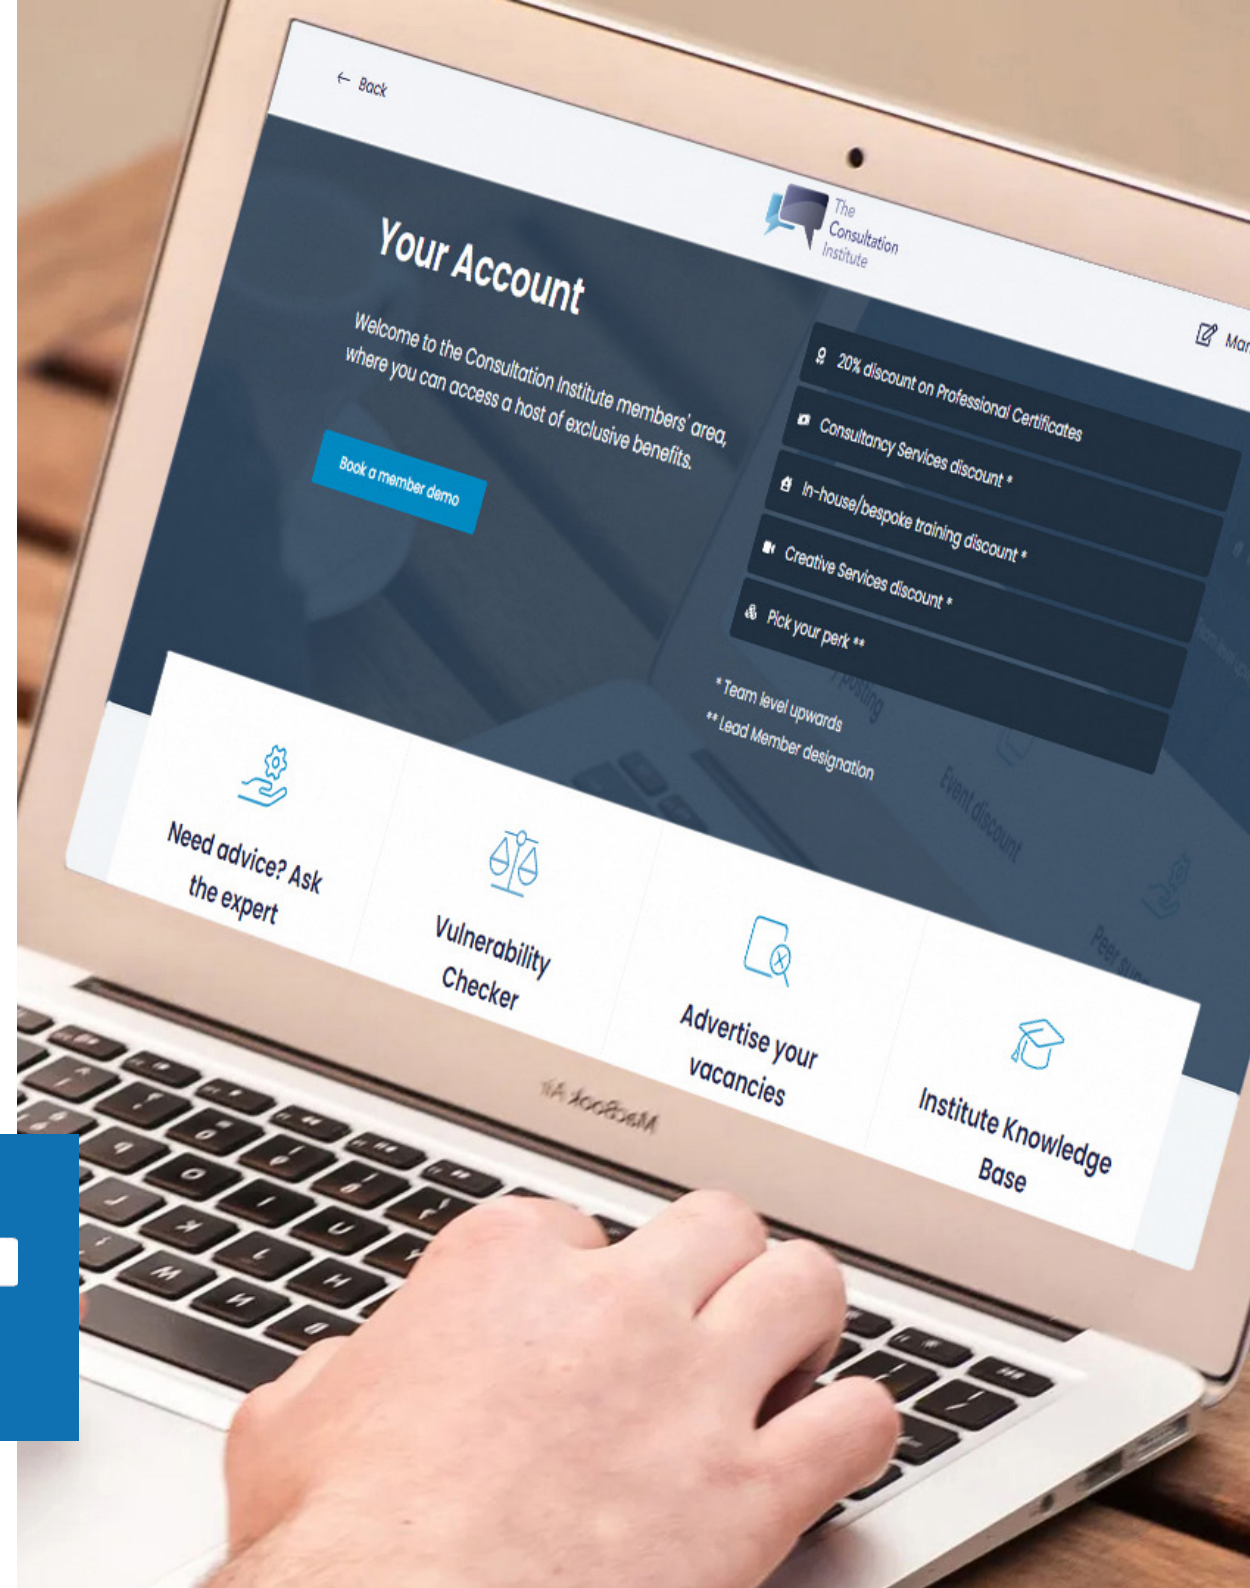 ← Back
The
Consultation
Institute
Your Account
Welcome to the Consultation Institute members' area,
where you can access a host of exclusive benefits.
Book a member demo
20% discount on Professional Certificates
Consultancy Services discount *
In-house/bespoke training discount *
Creative Services discount *
Pick your perk **
* Team level upwards
** Lead Member designation
posting
Event discount
Peer
Need advice? Ask
the expert
Vulnerability
Checker
Advertise your
vacancies
Institute Knowledge
Base
MacBook Air